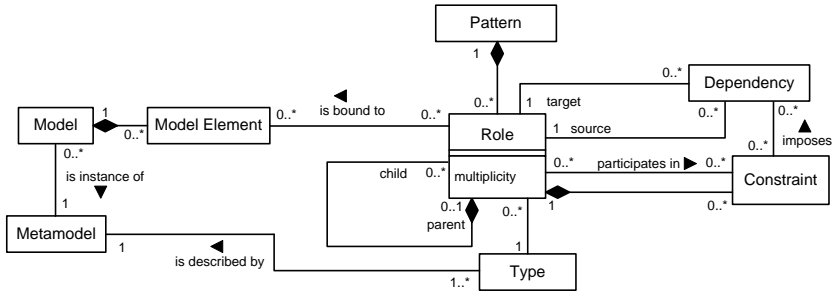 Pattern
1
0..*
Dependency
0..*
1 target
0..*
0..*
is bound to
0..*
0..*
Model
1
0..*
Model Element
Role
1 source
imposes
0..*
0..*
is instance of
1
child
0..*
multiplicity
0..*
participates in
0..*
Constraint
0..1
parent
0..*
1
0..*
Metamodel
1
is described by
1..*
1
Type